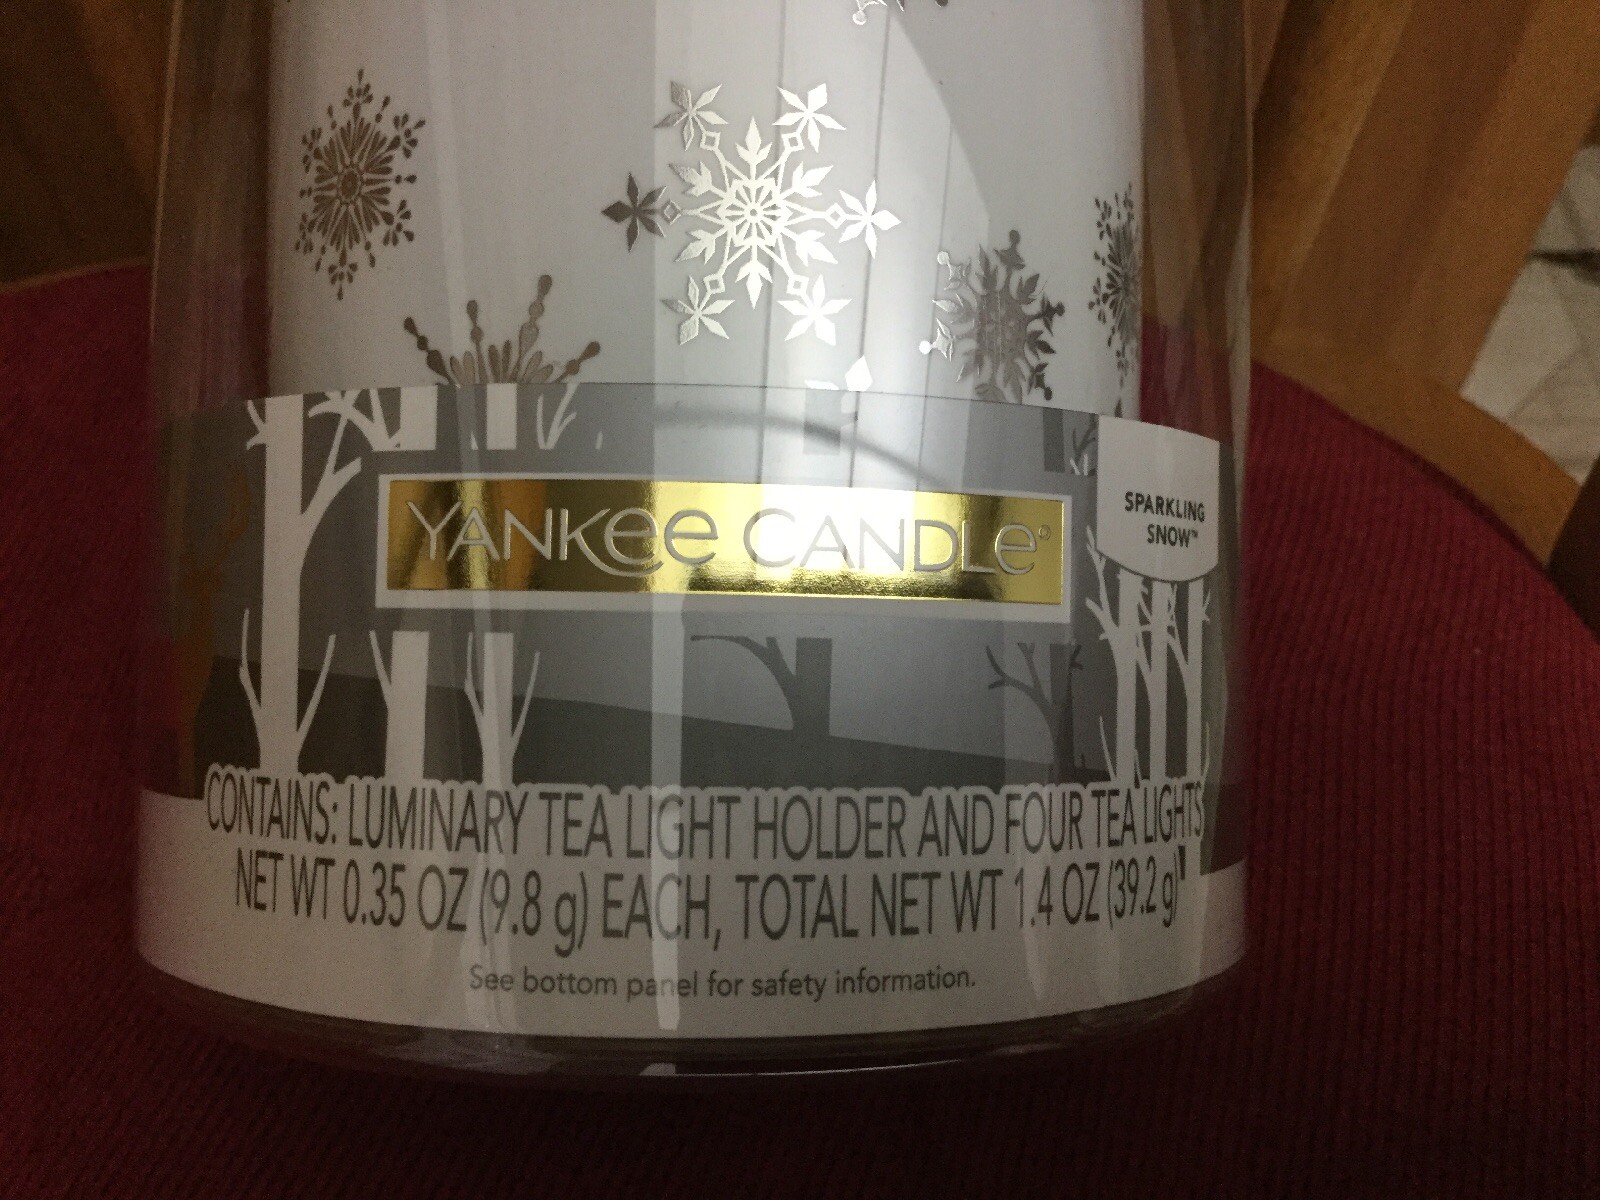 YANKEE CANDLE®
SPARKLING
SNOW™
CONTAINS: LUMINARY TEA LIGHT HOLDER AND FOUR TEA LIGHTS
NET WT 0.35 OZ (9.8 g) EACH, TOTAL NET WT 1.4 OZ (39.2 g)
See bottom panel for safety information.